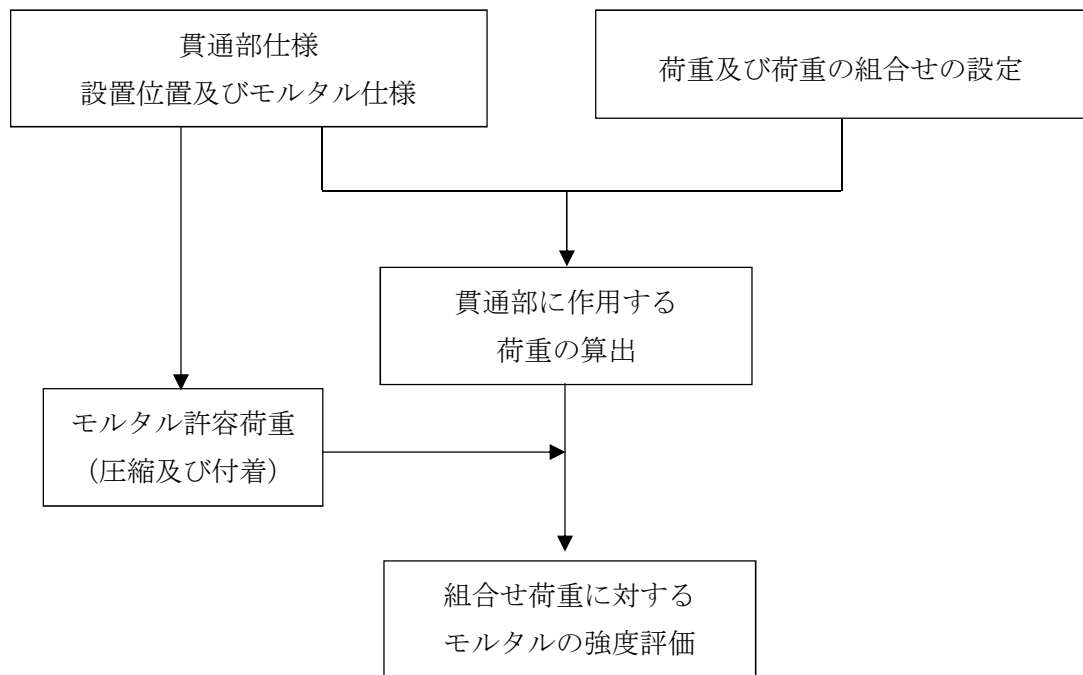 貫通部仕様
設置位置及びモルタル仕様
荷重及び荷重の組合せの設定
貫通部に作用する
荷重の算出
モルタル許容荷重
（圧縮及び付着）
組合せ荷重に対する
モルタルの強度評価